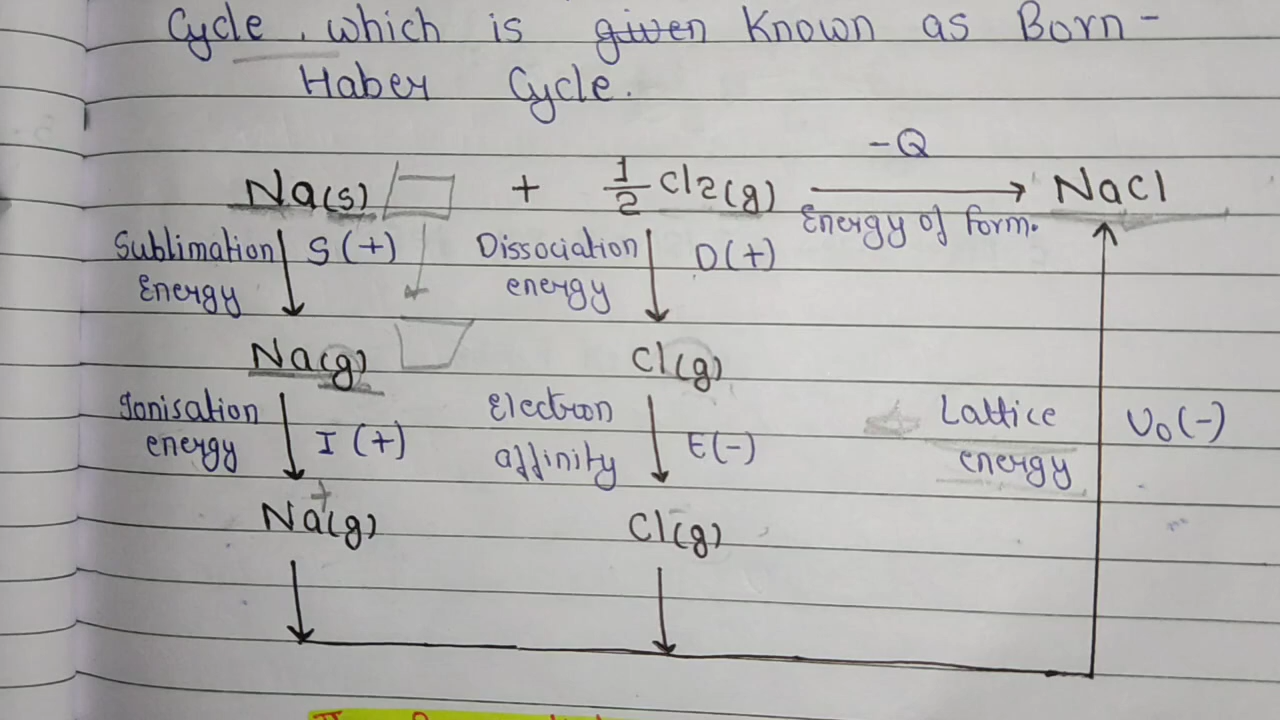 Cycle, which is given Known as Born-
Haber Cycle.
-Q
Na(s) + 1/2 Cl2(g) → NaCl
Energy of form.
Sublimation S(+) Dissociation D(+)
Energy energy
Na(g) Cl(g)
Ionisation Electron Lattice U0(-)
energy I(+) affinity E(-) energy
Na+(g) Cl-(g)